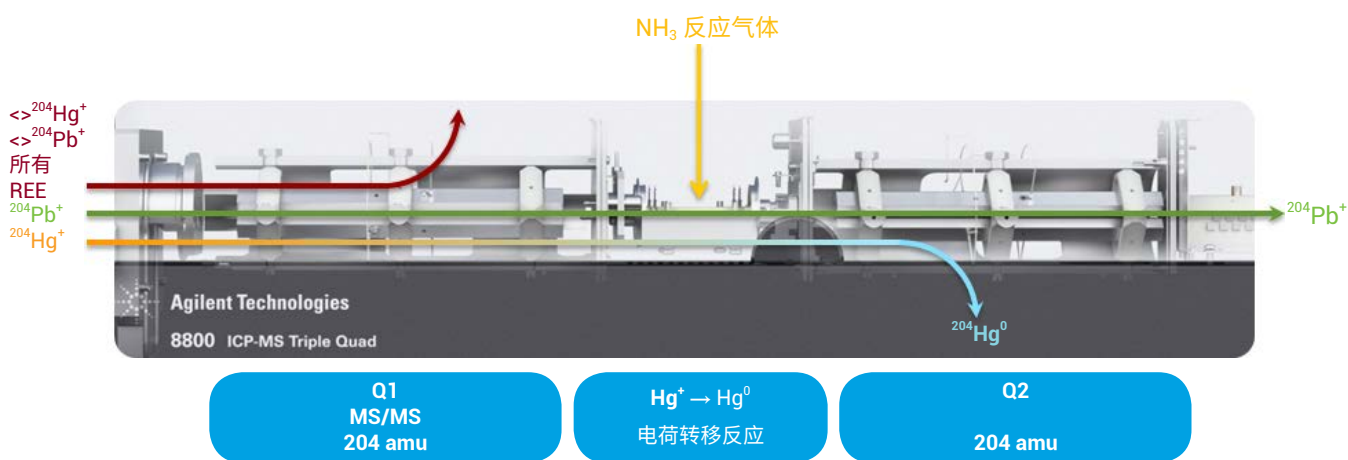 NH₃ 反应气体
<>²⁰⁴Hg⁺
<>²⁰⁴Pb⁺
所有
REE
²⁰⁴Pb⁺
²⁰⁴Hg⁺
²⁰⁴Pb⁺
²⁰⁴Hg⁰
Agilent Technologies
8800 ICP-MS Triple Quad
Q1
MS/MS
204 amu
Hg⁺ → Hg⁰
电荷转移反应
Q2
204 amu